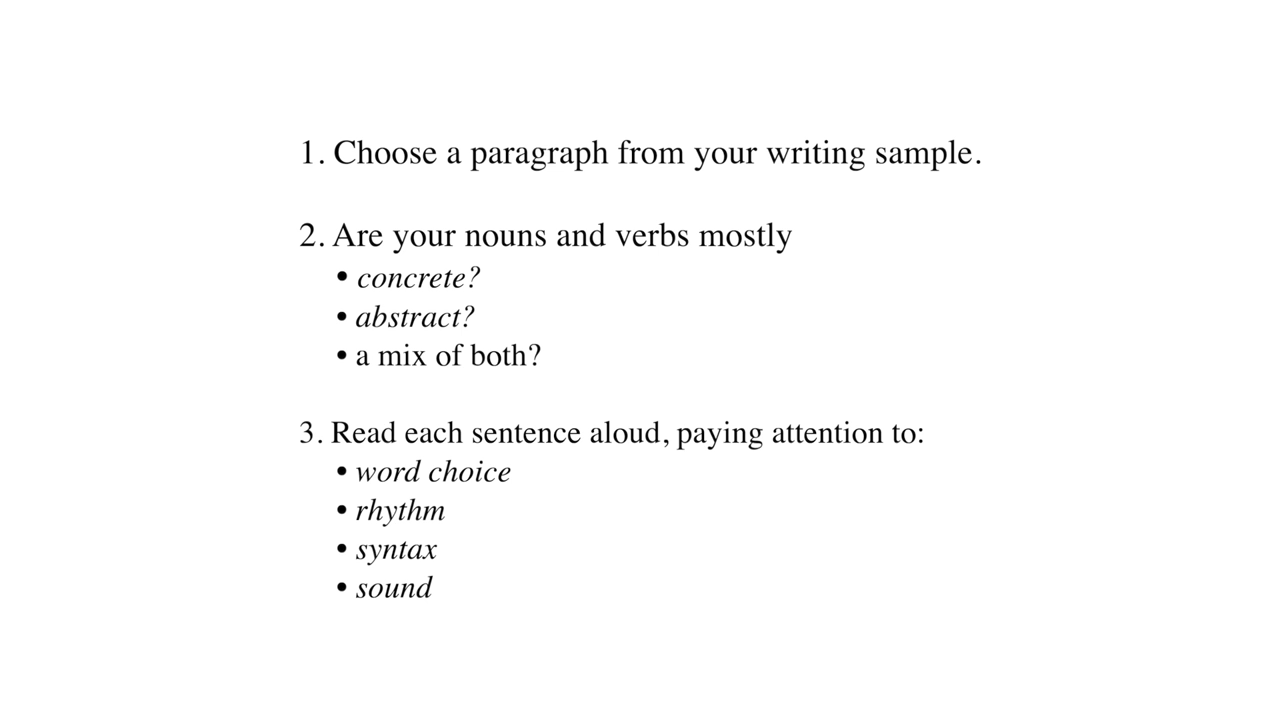 1. Choose a paragraph from your writing sample.
2. Are your nouns and verbs mostly
• concrete?
• abstract?
• a mix of both?
3. Read each sentence aloud, paying attention to:
• word choice
• rhythm
• syntax
• sound